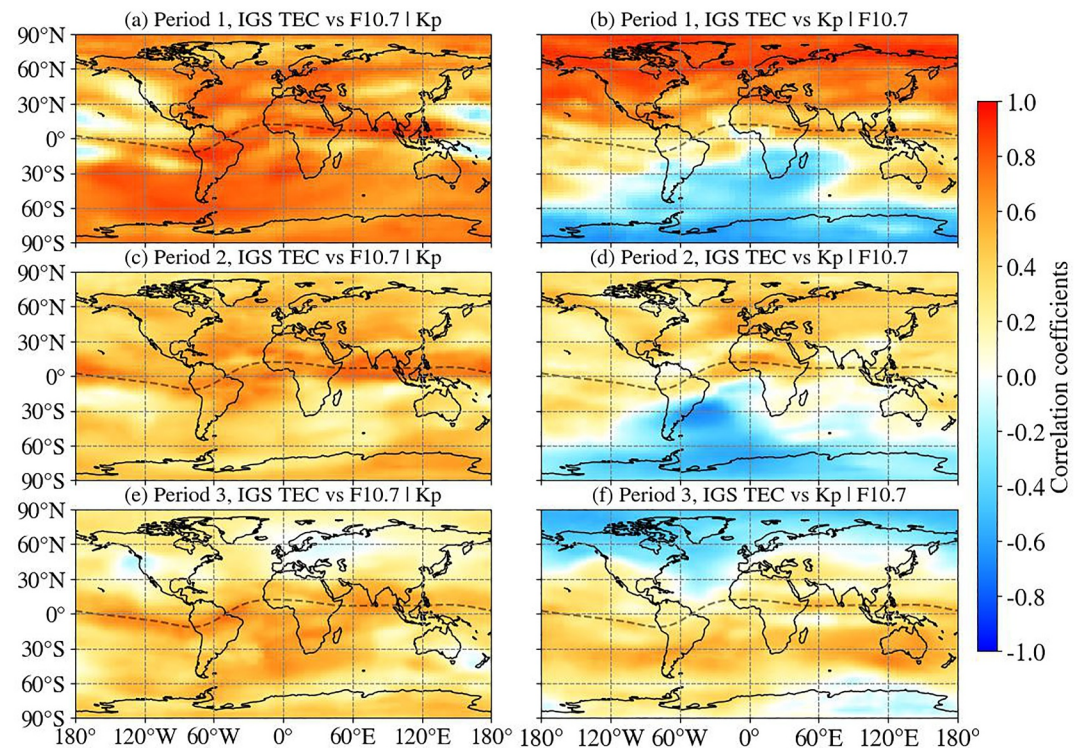 (a) Period 1, IGS TEC vs F10.7 | Kp
(b) Period 1, IGS TEC vs Kp | F10.7
90°N
60°N
30°N
0°
30°S
60°S
90°S
(c) Period 2, IGS TEC vs F10.7 | Kp
(d) Period 2, IGS TEC vs Kp | F10.7
90°N
60°N
30°N
0°
30°S
60°S
90°S
(e) Period 3, IGS TEC vs F10.7 | Kp
(f) Period 3, IGS TEC vs Kp | F10.7
90°N
60°N
30°N
0°
30°S
60°S
90°S
180° 120°W 60°W 0° 60°E 120°E 180°
180° 120°W 60°W 0° 60°E 120°E 180°
1.0
0.8
0.6
0.4
0.2
0.0
-0.2
-0.4
-0.6
-0.8
-1.0
Correlation coefficients